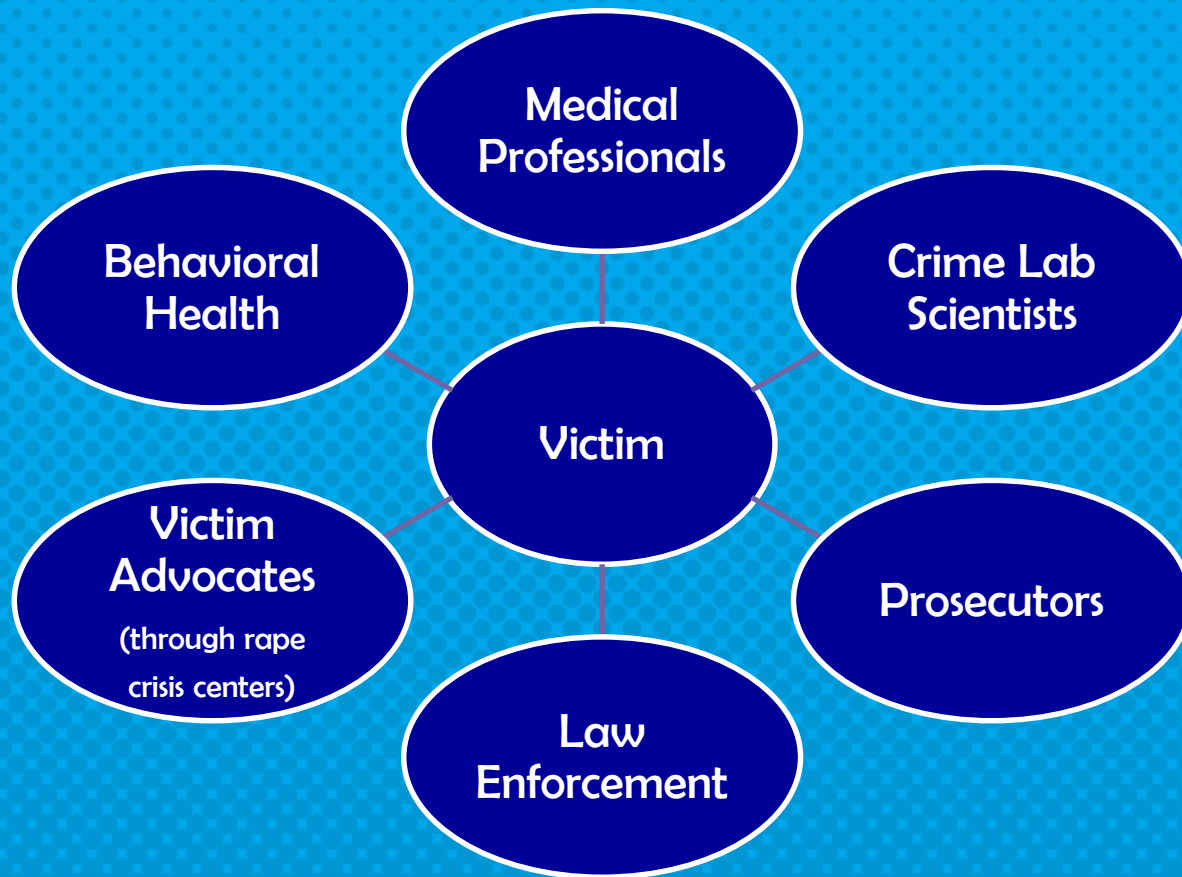 Medical
Professionals
Behavioral
Health
Crime Lab
Scientists
Victim
Victim
Advocates
(through rape
crisis centers)
Prosecutors
Law
Enforcement